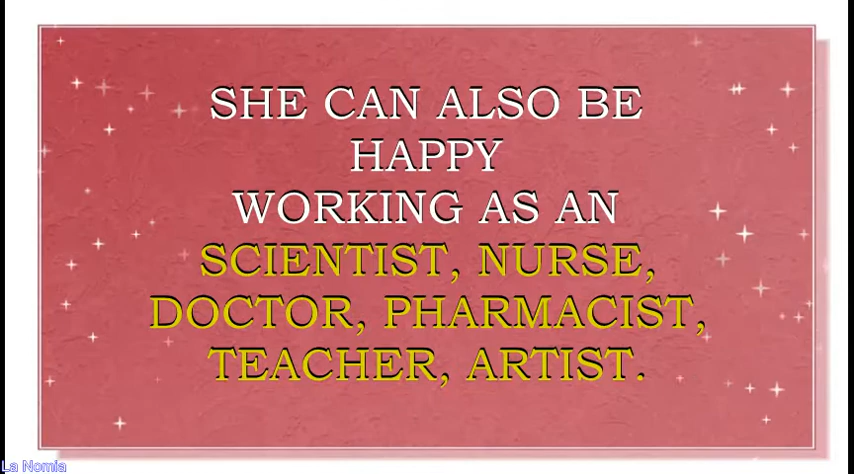 SHE CAN ALSO BE
HAPPY
WORKING AS AN
SCIENTIST, NURSE,
DOCTOR, PHARMACIST,
TEACHER, ARTIST.
La Nomia